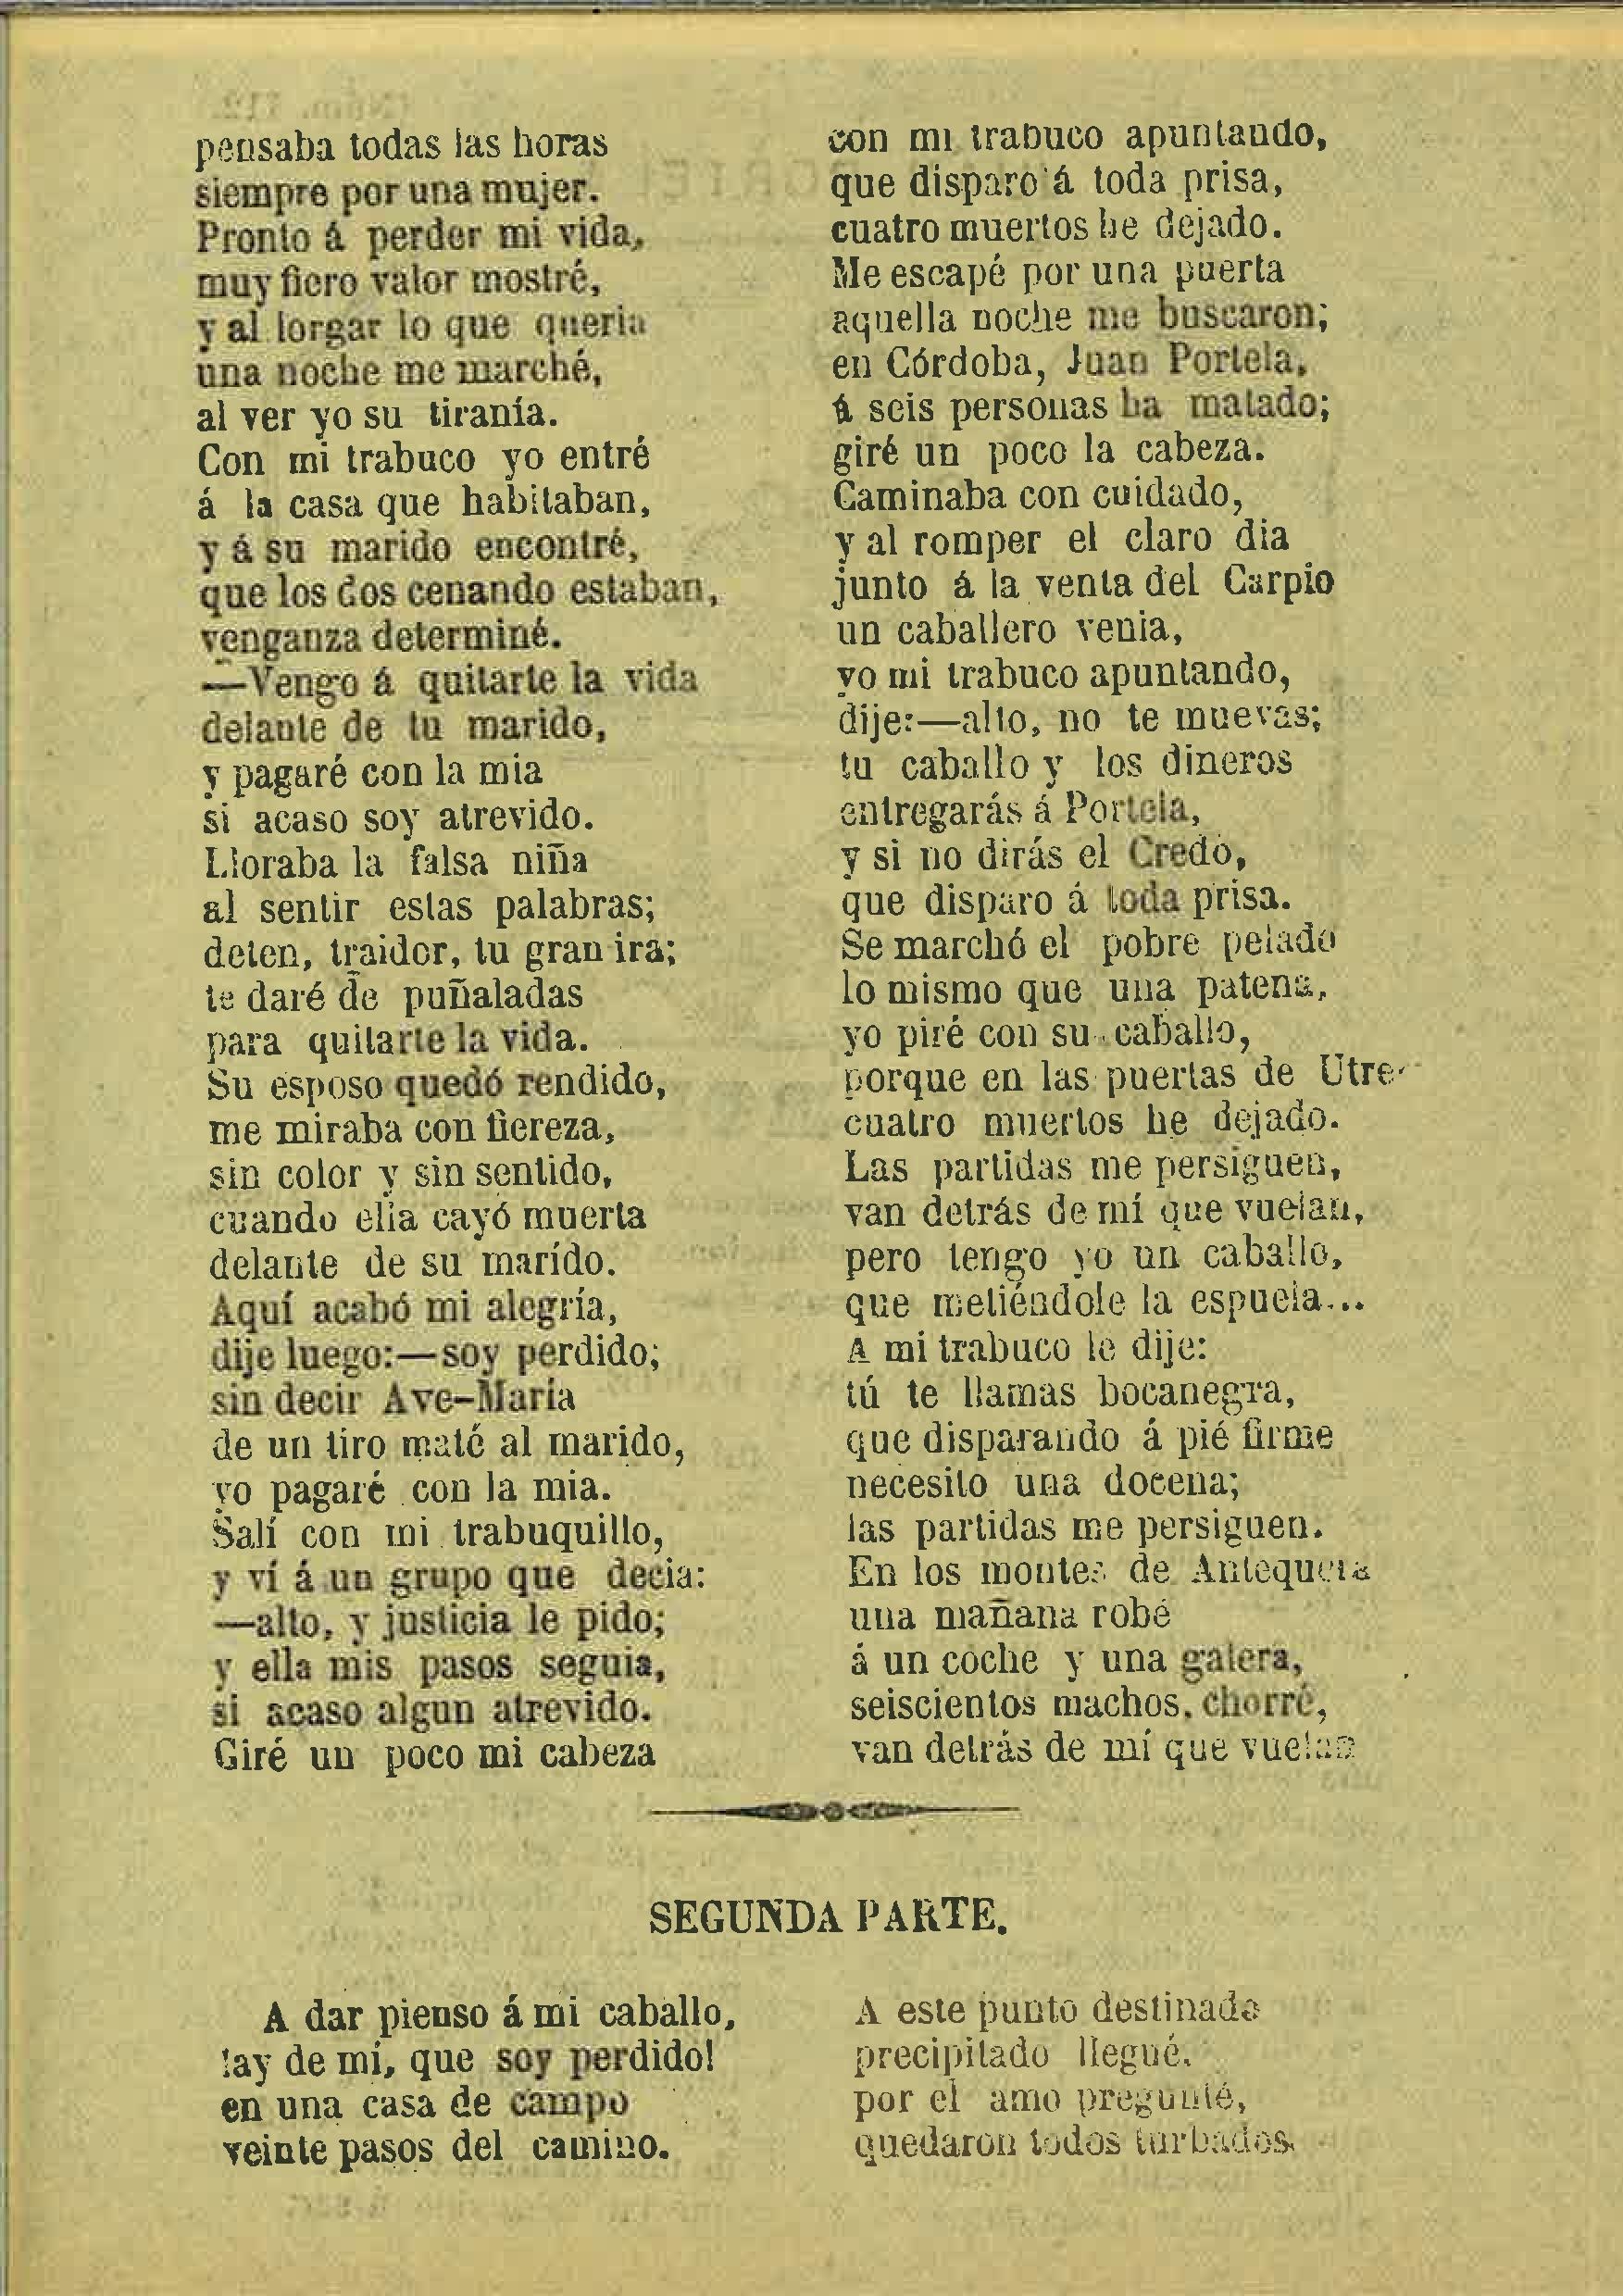 pensaba todas las horas
siempre por una mujer.
Pronto á perder mi vida,
muy fiero valor mostré,
y al lorgar lo que queria
una noche me marché,
al ver yo su tiranía.
Con mi trabuco yo entré
á la casa que habitaban,
y á su marido encontré,
que los dos cenando estaban,
venganza determiné.
—Vengo á quitarte la vida
delante de tu marido,
y pagaré con la mia
si acaso soy atrevido.
Lloraba la falsa niña
al sentir estas palabras;
deten, traidor, tu gran ira;
te daré de puñaladas
para quitarte la vida.
Su esposo quedó rendido,
me miraba con fiereza,
sin color y sin sentido,
cuando ella cayó muerta
delante de su marído.
Aquí acabó mi alegría,
dije luego:—soy perdido;
sin decir Ave-María
de un tiro maté al marido,
yo pagaré con la mia.
Salí con mi trabuquillo,
y ví á un grupo que decia:
—alto, y justicia le pido;
y ella mis pasos seguia,
si acaso algun atrevido.
Giré un poco mi cabeza
con mi trabuco apuntando,
que disparo á toda prisa,
cuatro muertos he dejado.
Me escapé por una puerta
aquella noche me buscaron;
en Córdoba, Juan Portela,
á seis personas ha matado;
giré un poco la cabeza.
Caminaba con cuidado,
y al romper el claro dia
junto á la venta del Carpio
un caballero venia,
yo mi trabuco apuntando,
dije:—alto, no te muevas;
tu caballo y los dineros
entregarás á Portela,
y si no dirás el Credo,
que disparo á toda prisa.
Se marchó el pobre pelado
lo mismo que una patena,
yo piré con su caballo,
porque en las puertas de Utre-
cuatro muertos he dejado.
Las partidas me persiguen,
van detrás de mí que vuelan,
pero tengo yo un caballo,
que metiéndole la espuela...
A mi trabuco le dije:
tú te llamas bocanegra,
que disparando á pié firme
necesito una docena;
las partidas me persiguen.
En los montes de Antequera
una mañana robé
á un coche y una galera,
seiscientos machos, chorré,
van detrás de mí que vuelan
SEGUNDA PARTE.
A dar pienso á mi caballo,
!ay de mí, que soy perdido!
en una casa de campo
veinte pasos del camino.
A este punto destinado
precipitado llegué,
por el amo pregunté,
quedaron todos turbados.